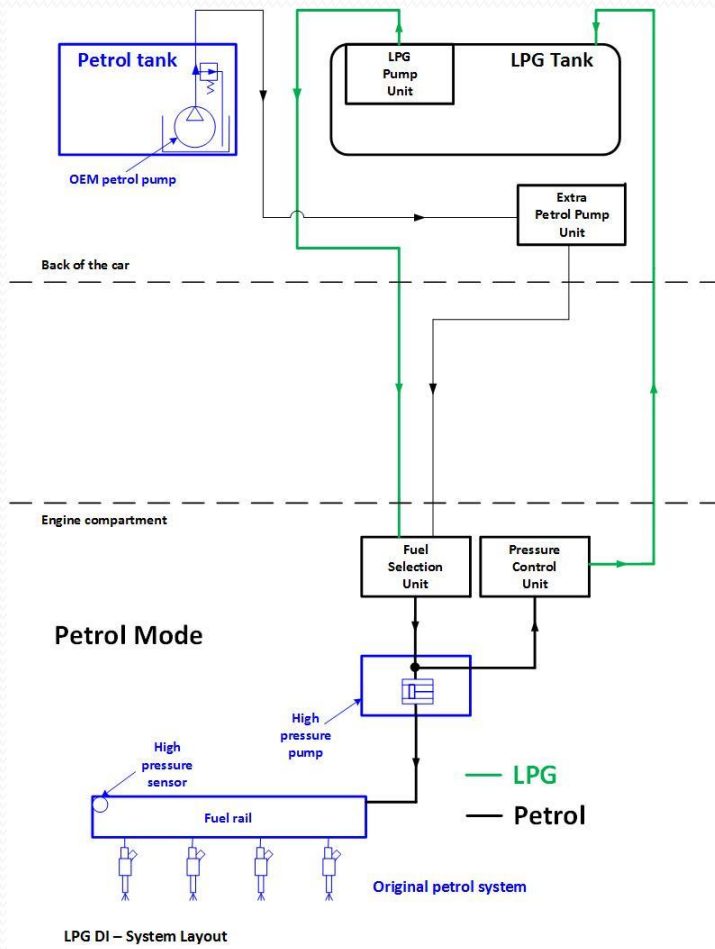 Petrol tank
LPG
Pump
Unit
LPG Tank
OEM petrol pump
Extra
Petrol Pump
Unit
Back of the car
Engine compartment
Fuel
Selection
Unit
Pressure
Control
Unit
Petrol Mode
High
pressure
pump
High
pressure
sensor
LPG
Petrol
Fuel rail
Original petrol system
LPG DI – System Layout